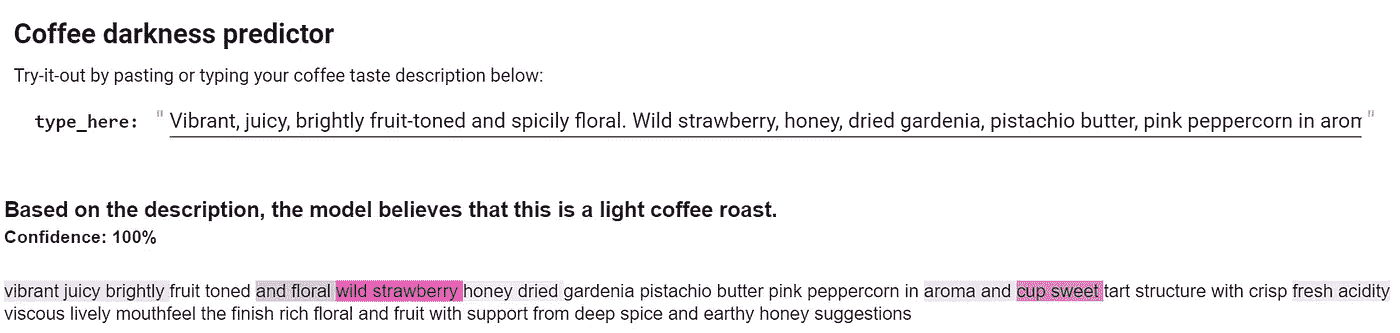 Coffee darkness predictor
Try-it-out by pasting or typing your coffee taste description below:
type_here: " Vibrant, juicy, brightly fruit-toned and spicily floral. Wild strawberry, honey, dried gardenia, pistachio butter, pink peppercorn in "
Based on the description, the model believes that this is a light coffee roast.
Confidence: 100%
vibrant juicy brightly fruit toned and floral wild strawberry honey dried gardenia pistachio butter pink peppercorn in aroma and cup sweet tart structure with crisp fresh acidity
viscous lively mouthfeel the finish rich floral and fruit with support from deep spice and earthy honey suggestions